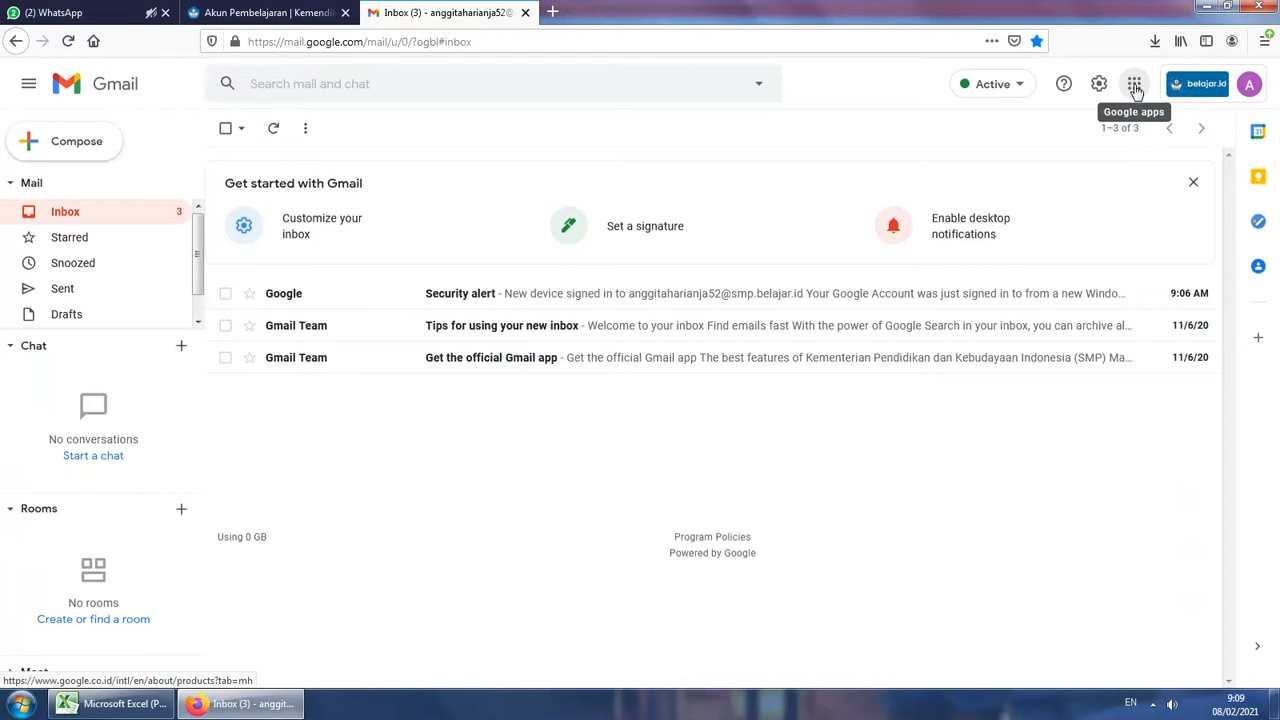 (2) WhatsApp
Akun Pembelajaran | Kemendi
Inbox (3) - anggitaharianja52@
https://mail.google.com/mail/u/0/?ogbl#inbox
Gmail
Search mail and chat
Active
belajar.id
A
Google apps
1–3 of 3
Compose
Mail
Inbox 3
Starred
Snoozed
Sent
Drafts
Chat
No conversations
Start a chat
Rooms
No rooms
Create or find a room
Get started with Gmail
Customize your
inbox
Set a signature
Enable desktop
notifications
Google Security alert - New device signed in to anggitaharianja52@smp.belajar.id Your Google Account was just signed in to from a new Windo... 9:06 AM
Gmail Team Tips for using your new inbox - Welcome to your inbox Find emails fast With the power of Google Search in your inbox, you can archive al... 11/6/20
Gmail Team Get the official Gmail app - Get the official Gmail app The best features of Kementerian Pendidikan dan Kebudayaan Indonesia (SMP) Ma... 11/6/20
Using 0 GB
Program Policies
Powered by Google
31
https://www.google.co.id/intl/en/about/products?tab=mh
Microsoft Excel (P...
Inbox (3) - anggit...
EN
9:09
08/02/2021